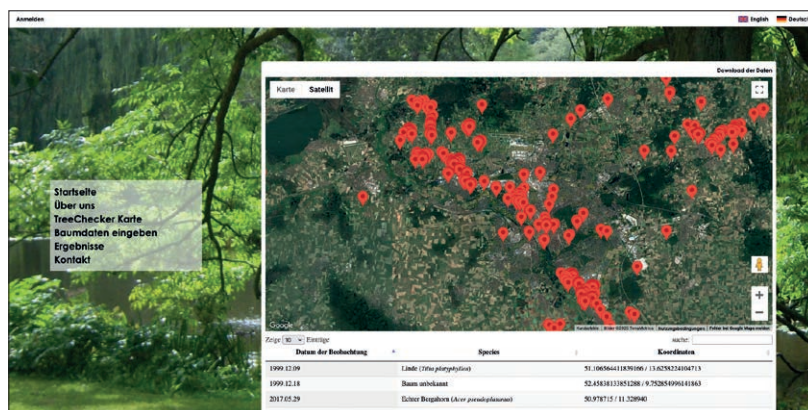 Anmelden
English Deutsch
Download der Daten
Karte Satellit
Startseite
Über uns
TreeChecker Karte
Baumdaten eingeben
Ergebnisse
Kontakt
Google
Zeige 10 Einträge
suche:
Datum der Beobachtung Species Koordinaten
1999.12.09 Linde (Tilia platyphyllos) 51.106564411839166 / 13.6258224104713
1999.12.18 Baum unbekannt 52.45838133851288 / 9.752854996141863
2017.05.29 Echter Bergahorn (Acer pseudoplatanus) 50.978715 / 11.328940